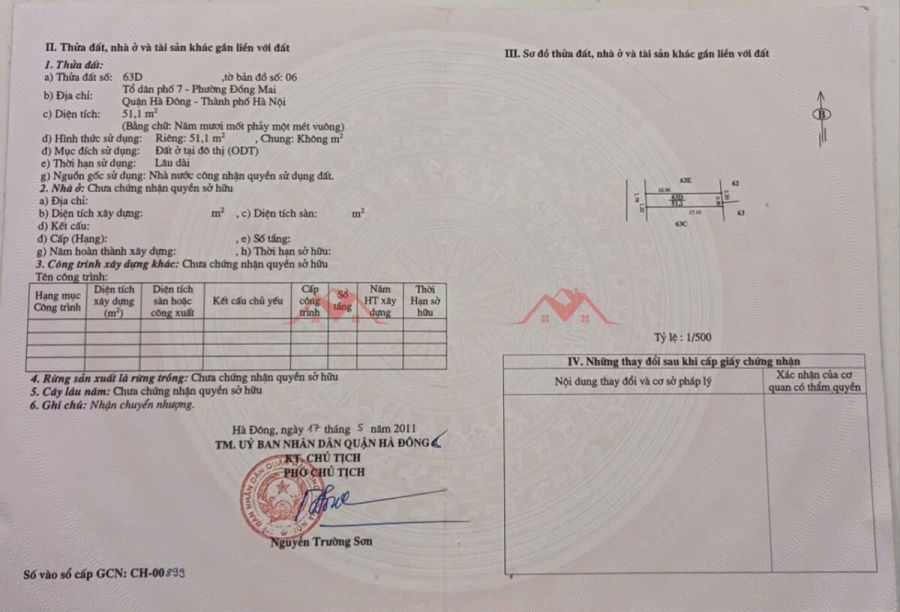 II. Thửa đất, nhà ở và tài sản khác gắn liền với đất
1. Thửa đất:
a) Thửa đất số: 63D ,tờ bản đồ số: 06
b) Địa chỉ: Tổ dân phố 7 - Phường Đồng Mai
Quận Hà Đông - Thành phố Hà Nội
c) Diện tích: 51,1 m²
(Bằng chữ: Năm mươi mốt phảy một mét vuông)
d) Hình thức sử dụng: Riêng: 51,1 m² , Chung: Không m²
đ) Mục đích sử dụng: Đất ở tại đô thị (ODT)
e) Thời hạn sử dụng: Lâu dài
g) Nguồn gốc sử dụng: Nhà nước công nhận quyền sử dụng đất.
2. Nhà ở: Chưa chứng nhận quyền sở hữu
a) Địa chỉ:
b) Diện tích xây dựng: m² , c) Diện tích sàn: m²
d) Kết cấu:
đ) Cấp (Hạng): , e) Số tầng:
g) Năm hoàn thành xây dựng: , h) Thời hạn sở hữu:
3. Công trình xây dựng khác: Chưa chứng nhận quyền sở hữu
Tên công trình:
Hạng mục Công trình
Diện tích xây dựng (m²)
Diện tích sàn hoặc công xuất
Kết cấu chủ yếu
Cấp công trình
Số tầng
Năm HT xây dựng
Thời Hạn sở hữu
4. Rừng sản xuất là rừng trồng: Chưa chứng nhận quyền sở hữu
5. Cây lâu năm: Chưa chứng nhận quyền sở hữu
6. Ghi chú: Nhận chuyển nhượng.
Hà Đông, ngày 17 tháng 5 năm 2011
TM. UỶ BAN NHÂN DÂN QUẬN HÀ ĐÔNG
KT. CHỦ TỊCH
PHÓ CHỦ TỊCH
Nguyễn Trường Sơn
Số vào sổ cấp GCN: CH-00899
III. Sơ đồ thửa đất, nhà ở và tài sản khác gắn liền với đất
B
63E
62
63D
51,1
63
63C
17.10
Tỷ lệ : 1/500
IV. Những thay đổi sau khi cấp giấy chứng nhận
Nội dung thay đổi và cơ sở pháp lý
Xác nhận của cơ
quan có thẩm quyền